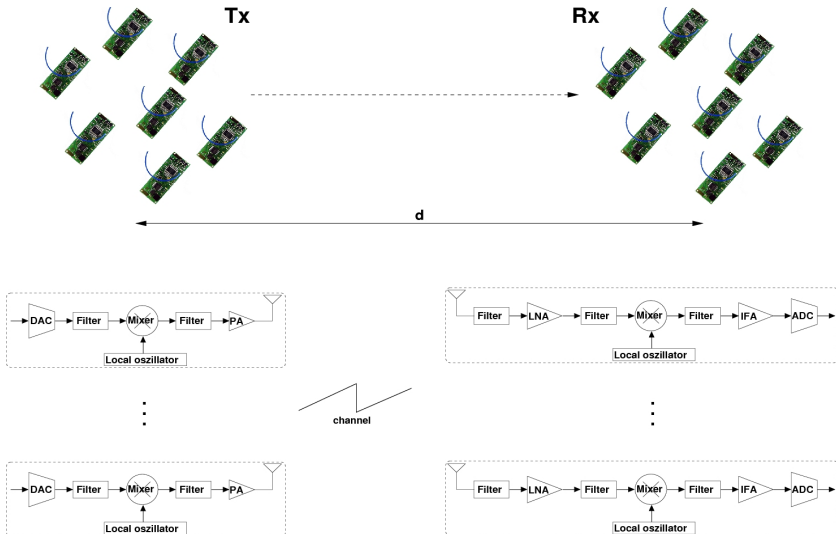 Tx Rx
d
DAC Filter Mixer Filter PA
Local oszillator
Filter LNA Filter Mixer Filter IFA ADC
Local oszillator
channel
DAC Filter Mixer Filter PA
Local oszillator
Filter LNA Filter Mixer Filter IFA ADC
Local oszillator